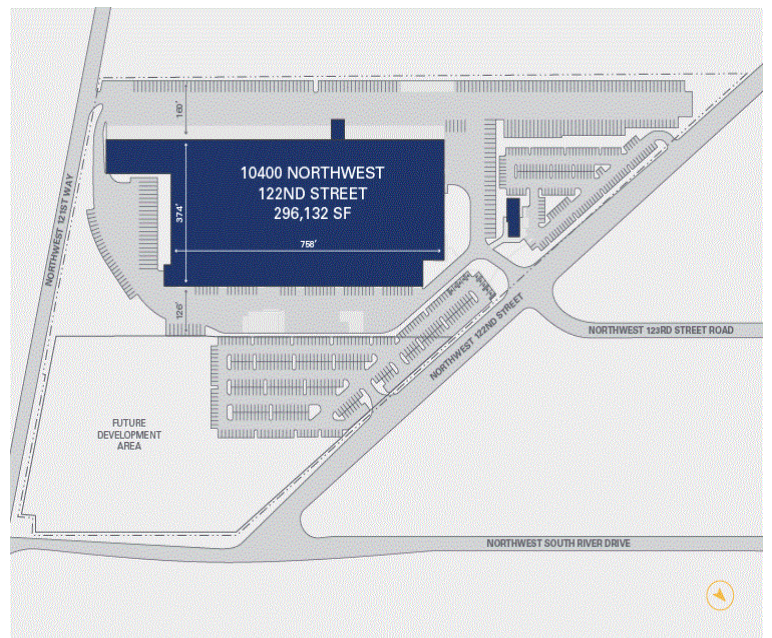 160'
10400 NORTHWEST
122ND STREET
296,132 SF
374'
758'
NORTHWEST 121ST WAY
126'
NORTHWEST 122ND STREET
NORTHWEST 123RD STREET ROAD
FUTURE
DEVELOPMENT
AREA
NORTHWEST SOUTH RIVER DRIVE